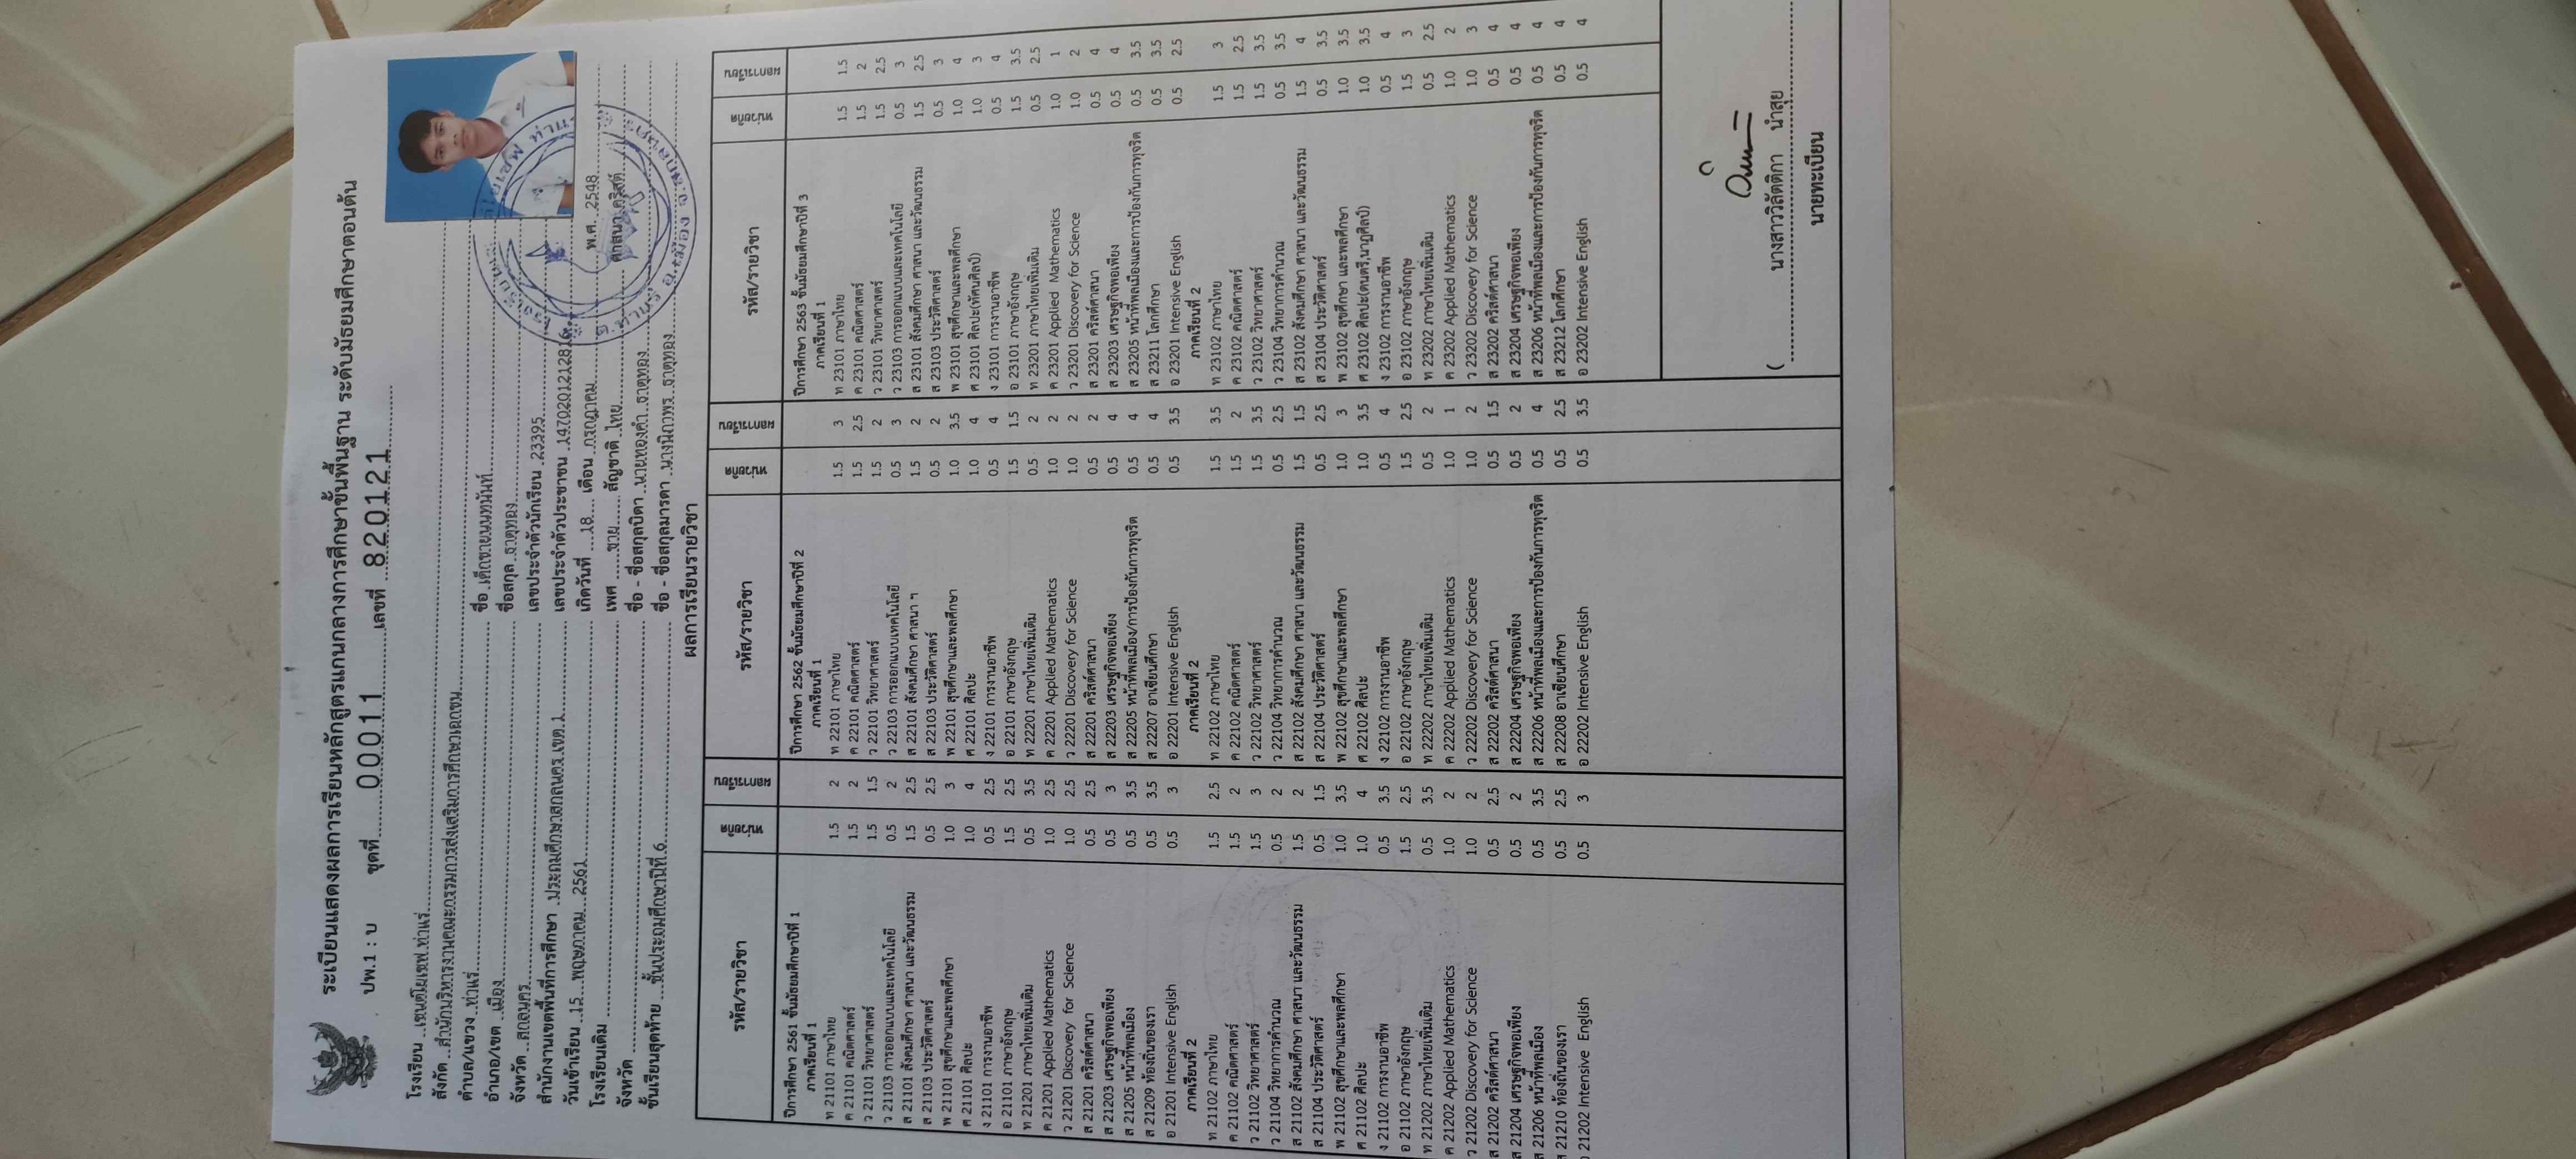 ระเบียนแสดงผลการเรียนหลักสูตรแกนกลางการศึกษาขั้นพื้นฐาน ระดับมัธยมศึกษาตอนต้น
ปพ.1 : บ ชุดที่ 00011 เลขที่ 820121
โรงเรียน เซนต์โยเซฟ ท่าแร่
สังกัด สำนักบริหารงานคณะกรรมการส่งเสริมการศึกษาเอกชน
ตำบล/แขวง ท่าแร่
อำเภอ/เขต เมือง
จังหวัด สกลนคร
สำนักงานเขตพื้นที่การศึกษา ประถมศึกษาสกลนคร เขต 1
วันเข้าเรียน 15 พฤษภาคม 2561
โรงเรียนเดิม
จังหวัด
ชั้นเรียนสุดท้าย ชั้นประถมศึกษาปีที่ 6
ชื่อ เด็กชายนนทนันท์
ชื่อสกุล ธาตุทอง
เลขประจำตัวนักเรียน 23395
เลขประจำตัวประชาชน
เกิดวันที่ 18 เดือน กรกฎาคม พ.ศ. 2548
เพศ ชาย สัญชาติ ไทย ศาสนา คริสต์
ชื่อ - ชื่อสกุลบิดา นายทองคำ ธาตุทอง
ชื่อ - ชื่อสกุลมารดา นางนิถาพร ธาตุทอง
ผลการเรียนรายวิชา
รหัส/รายวิชา หน่วยกิต ผลการเรียน
ปีการศึกษา 2561 ชั้นมัธยมศึกษาปีที่ 1
ภาคเรียนที่ 1
ท 21101 ภาษาไทย 1.5 2
ค 21101 คณิตศาสตร์ 1.5 2
ว 21101 วิทยาศาสตร์ 1.5 1.5
ว 21103 การออกแบบและเทคโนโลยี 0.5 2
ส 21101 สังคมศึกษา ศาสนา และวัฒนธรรม 1.5 2.5
ส 21103 ประวัติศาสตร์ 0.5 2.5
พ 21101 สุขศึกษาและพลศึกษา 1.0 3
ศ 21101 ศิลปะ 1.0 4
ง 21101 การงานอาชีพ 0.5 2.5
อ 21101 ภาษาอังกฤษ 1.5 2.5
ท 21201 ภาษาไทยเพิ่มเติม 0.5 3.5
ค 21201 Applied Mathematics 1.0 2.5
ว 21201 Discovery for Science 1.0 2.5
ส 21201 คริสต์ศาสนา 0.5 2.5
ส 21203 เศรษฐกิจพอเพียง 0.5 3
ส 21205 หน้าที่พลเมือง 0.5 3.5
ส 21209 ท้องถิ่นของเรา 0.5 3.5
อ 21201 Intensive English 0.5 3
ภาคเรียนที่ 2
ท 21102 ภาษาไทย 1.5 2.5
ค 21102 คณิตศาสตร์ 1.5 2
ว 21102 วิทยาศาสตร์ 1.5 3
ว 21104 วิทยาการคำนวณ 0.5 2
ส 21102 สังคมศึกษา ศาสนา และวัฒนธรรม 1.5 2
ส 21104 ประวัติศาสตร์ 0.5 1.5
พ 21102 สุขศึกษาและพลศึกษา 1.0 3.5
ศ 21102 ศิลปะ 1.0 4
ง 21102 การงานอาชีพ 0.5 3.5
อ 21102 ภาษาอังกฤษ 1.5 2.5
ท 21202 ภาษาไทยเพิ่มเติม 0.5 3.5
ค 21202 Applied Mathematics 1.0 2
ว 21202 Discovery for Science 1.0 2
ส 21202 คริสต์ศาสนา 0.5 2.5
ส 21204 เศรษฐกิจพอเพียง 0.5 2
ส 21206 หน้าที่พลเมือง 0.5 3.5
ส 21210 ท้องถิ่นของเรา 0.5 2.5
21202 Intensive English 0.5 3
รหัส/รายวิชา หน่วยกิต ผลการเรียน
ปีการศึกษา 2562 ชั้นมัธยมศึกษาปีที่ 2
ภาคเรียนที่ 1
ท 22101 ภาษาไทย 1.5 3
ค 22101 คณิตศาสตร์ 1.5 2.5
ว 22101 วิทยาศาสตร์ 1.5 2
ว 22103 การออกแบบเทคโนโลยี 0.5 3
ส 22101 สังคมศึกษา ศาสนา ฯ 1.5 2
ส 22103 ประวัติศาสตร์ 0.5 2
พ 22101 สุขศึกษาและพลศึกษา 1.0 3.5
ศ 22101 ศิลปะ 1.0 4
ง 22101 การงานอาชีพ 0.5 4
อ 22101 ภาษาอังกฤษ 1.5 1.5
ท 22201 ภาษาไทยเพิ่มเติม 0.5 2
ค 22201 Applied Mathematics 1.0 2
ว 22201 Discovery for Science 1.0 2
ส 22201 คริสต์ศาสนา 0.5 2
ส 22203 เศรษฐกิจพอเพียง 0.5 4
ส 22205 หน้าที่พลเมือง/การป้องกันการทุจริต 0.5 4
ส 22207 อาเซียนศึกษา 0.5 4
อ 22201 Intensive English 0.5 3.5
ภาคเรียนที่ 2
ท 22102 ภาษาไทย 1.5 3.5
ค 22102 คณิตศาสตร์ 1.5 2
ว 22102 วิทยาศาสตร์ 1.5 3.5
ว 22104 วิทยาการคำนวณ 0.5 2.5
ส 22102 สังคมศึกษา ศาสนา และวัฒนธรรม 1.5 1.5
ส 22104 ประวัติศาสตร์ 0.5 2.5
พ 22102 สุขศึกษาและพลศึกษา 1.0 3
ศ 22102 ศิลปะ 1.0 3.5
ง 22102 การงานอาชีพ 0.5 4
อ 22102 ภาษาอังกฤษ 1.5 2.5
ท 22202 ภาษาไทยเพิ่มเติม 0.5 2
ค 22202 Applied Mathematics 1.0 1
ว 22202 Discovery for Science 1.0 2
ส 22202 คริสต์ศาสนา 0.5 1.5
ส 22204 เศรษฐกิจพอเพียง 0.5 2
ส 22206 หน้าที่พลเมืองและการป้องกันการทุจริต 0.5 4
ส 22208 อาเซียนศึกษา 0.5 2.5
อ 22202 Intensive English 0.5 3.5
รหัส/รายวิชา หน่วยกิต ผลการเรียน
ปีการศึกษา 2563 ชั้นมัธยมศึกษาปีที่ 3
ภาคเรียนที่ 1
ท 23101 ภาษาไทย 1.5 1.5
ค 23101 คณิตศาสตร์ 1.5 2
ว 23101 วิทยาศาสตร์ 1.5 2.5
ว 23103 การออกแบบและเทคโนโลยี 0.5 3
ส 23101 สังคมศึกษา ศาสนา และวัฒนธรรม 1.5 2.5
ส 23103 ประวัติศาสตร์ 0.5 3
พ 23101 สุขศึกษาและพลศึกษา 1.0 4
ศ 23101 ศิลปะ(ทัศนศิลป์) 1.0 3
ง 23101 การงานอาชีพ 0.5 4
อ 23101 ภาษาอังกฤษ 1.5 3.5
ท 23201 ภาษาไทยเพิ่มเติม 0.5 2.5
ค 23201 Applied Mathematics 1.0 1
ว 23201 Discovery for Science 1.0 2
ส 23201 คริสต์ศาสนา 0.5 4
ส 23203 เศรษฐกิจพอเพียง 0.5 4
ส 23205 หน้าที่พลเมืองและการป้องกันการทุจริต 0.5 3.5
ส 23211 โลกศึกษา 0.5 3.5
อ 23201 Intensive English 0.5 2.5
ภาคเรียนที่ 2
ท 23102 ภาษาไทย 1.5 3
ค 23102 คณิตศาสตร์ 1.5 2.5
ว 23102 วิทยาศาสตร์ 1.5 3.5
ว 23104 วิทยาการคำนวณ 0.5 3.5
ส 23102 สังคมศึกษา ศาสนา และวัฒนธรรม 1.5 4
ส 23104 ประวัติศาสตร์ 0.5 3.5
พ 23102 สุขศึกษา และพลศึกษา 1.0 3.5
ศ 23102 ศิลปะ(ดนตรี,นาฏศิลป์) 1.0 3.5
ง 23102 การงานอาชีพ 0.5 4
อ 23102 ภาษาอังกฤษ 1.5 3
ท 23202 ภาษาไทยเพิ่มเติม 0.5 2.5
ค 23202 Applied Mathematics 1.0 2
ว 23202 Discovery for Science 1.0 3
ส 23202 คริสต์ศาสนา 0.5 4
ส 23204 เศรษฐกิจพอเพียง 0.5 4
ส 23206 หน้าที่พลเมืองและการป้องกันการทุจริต 0.5 4
ส 23212 โลกศึกษา 0.5 4
อ 23202 Intensive English 0.5 4
( นางสาววิลัดติกา นำสุย
นายทะเบียน